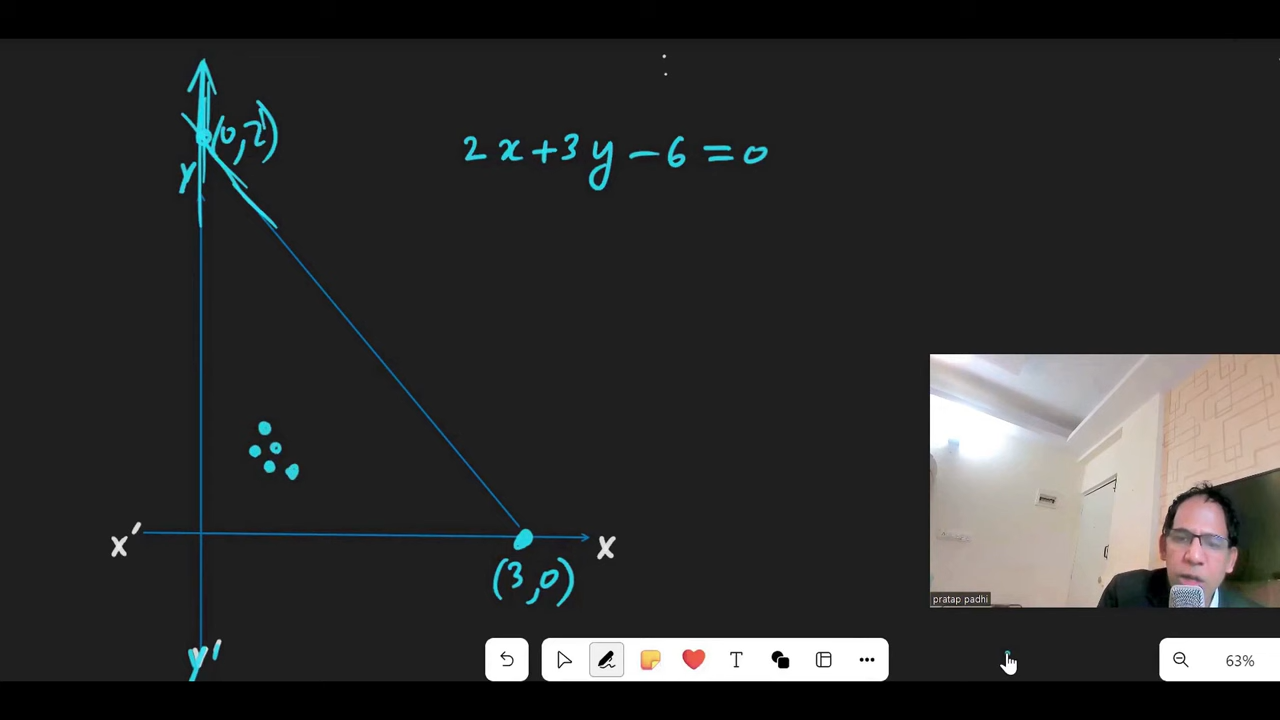 (0,2)
2x+3y-6=0
Y
X'
X
(3,0)
Y'
pratap padhi
T
63%